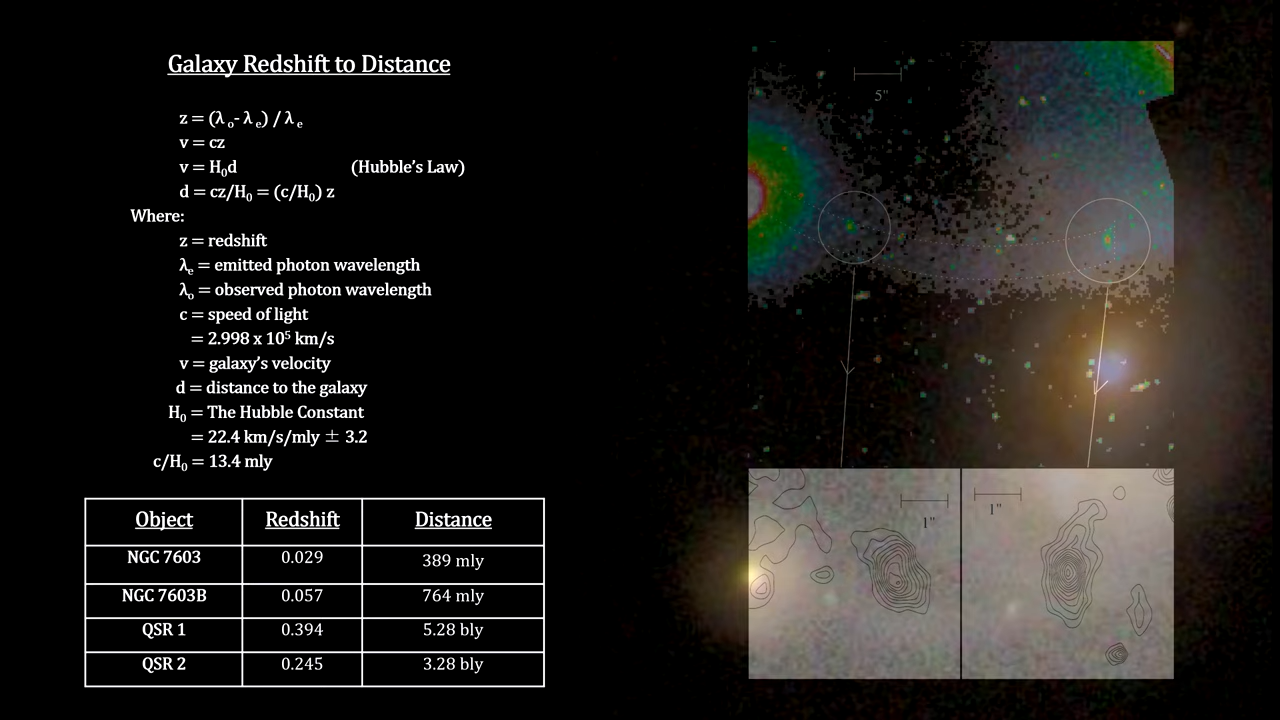 Galaxy Redshift to Distance
z = (λo- λe) / λe
v = cz
v = H₀d (Hubble's Law)
d = cz/H₀ = (c/H₀) z
Where:
z = redshift
λe = emitted photon wavelength
λo = observed photon wavelength
c = speed of light
= 2.998 x 10⁵ km/s
v = galaxy's velocity
d = distance to the galaxy
H₀ = The Hubble Constant
= 22.4 km/s/mly ± 3.2
c/H₀ = 13.4 mly
Object Redshift Distance
NGC 7603 0.029 389 mly
NGC 7603B 0.057 764 mly
QSR 1 0.394 5.28 bly
QSR 2 0.245 3.28 bly
5"
1"
1"